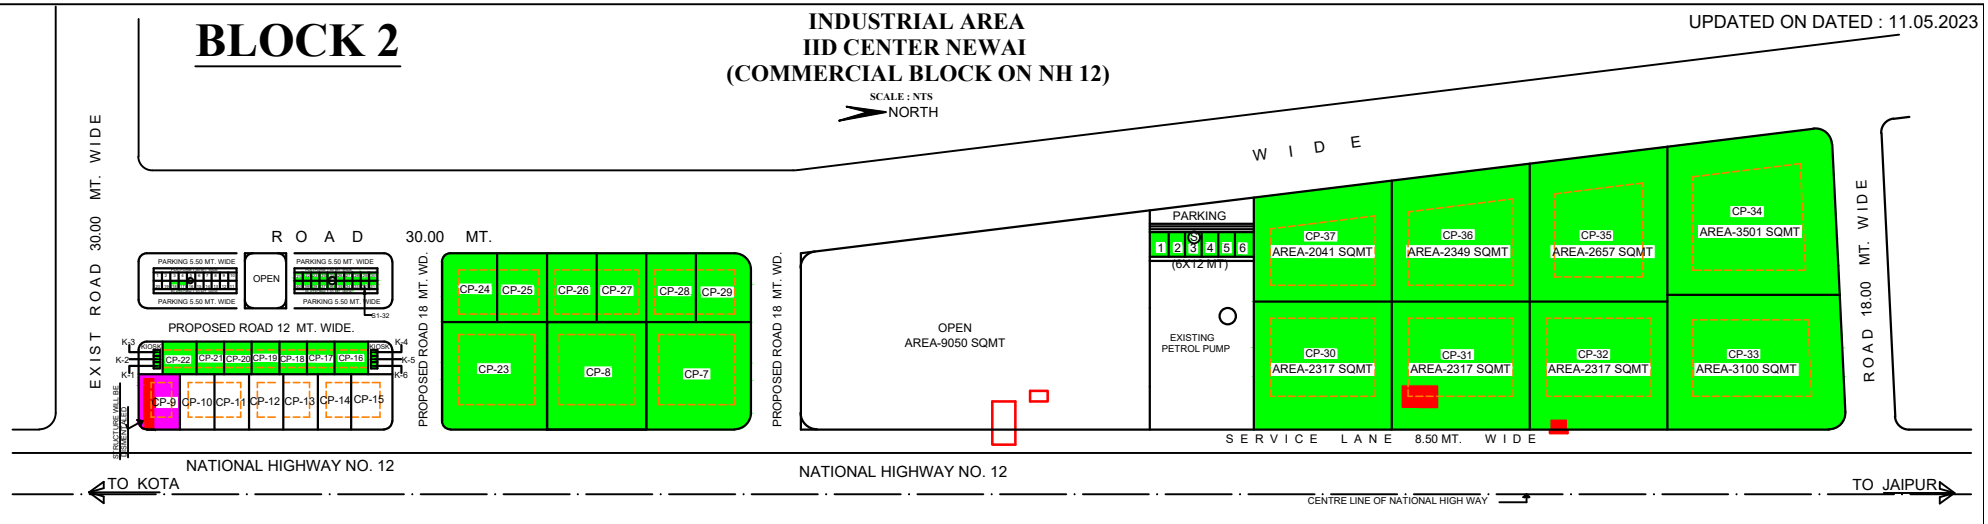 BLOCK 2
INDUSTRIAL AREA
IID CENTER NEWAI
(COMMERCIAL BLOCK ON NH 12)
SCALE : NTS
NORTH
UPDATED ON DATED : 11.05.2023
EXIST ROAD 30.00 MT. WIDE
ROAD 30.00 MT.
WIDE
PARKING 5.50 MT. WIDE
PARKING 5.50 MT. WIDE
OPEN
PARKING 5.50 MT. WIDE
PARKING 5.50 MT. WIDE
S1-32
PROPOSED ROAD 12 MT. WIDE.
K-3
K-2
K-1
KIOSK
CP-22
CP-21
CP-20
CP-19
CP-18
CP-17
CP-16
KIOSK
K-4
K-5
K-6
CP-9
CP-10
CP-11
CP-12
CP-13
CP-14
CP-15
STRUCTURE WILL BE
PROPOSED ROAD 18 MT. WD.
CP-24
CP-25
CP-26
CP-27
CP-28
CP-29
CP-23
CP-8
CP-7
PROPOSED ROAD 18 MT. WD.
OPEN
AREA-9050 SQMT
PARKING
S
1 2 3 4 5 6
(6X12 MT)
EXISTING
PETROL PUMP
CP-37
AREA-2041 SQMT
CP-36
AREA-2349 SQMT
CP-35
AREA-2657 SQMT
CP-34
AREA-3501 SQMT
CP-30
AREA-2317 SQMT
CP-31
AREA-2317 SQMT
CP-32
AREA-2317 SQMT
CP-33
AREA-3100 SQMT
ROAD 18.00 MT. WIDE
SERVICE LANE 8.50 MT. WIDE
NATIONAL HIGHWAY NO. 12
NATIONAL HIGHWAY NO. 12
TO KOTA
CENTRE LINE OF NATIONAL HIGH WAY
TO JAIPUR